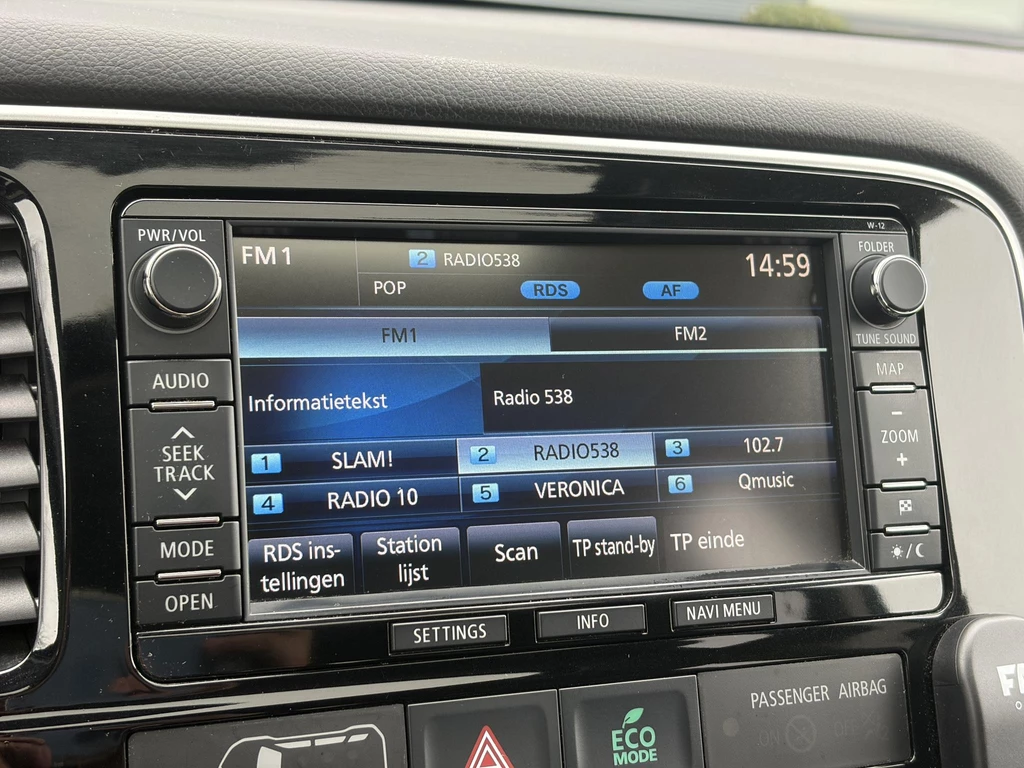 W-12
PWR/VOL
FOLDER
FM1
2 RADIO538
14:59
POP
RDS
AF
TUNE SOUND
FM1
FM2
MAP
AUDIO
Informatietekst
Radio 538
−
ZOOM
+
SEEK
TRACK
1 SLAM!
2 RADIO538
3 102.7
4 RADIO 10
5 VERONICA
6 Qmusic
MODE
RDS ins-
tellingen
Station
lijst
Scan
TP stand-by
TP einde
OPEN
SETTINGS
INFO
NAVI MENU
PASSENGER AIRBAG
ON
OFF
ECO
MODE